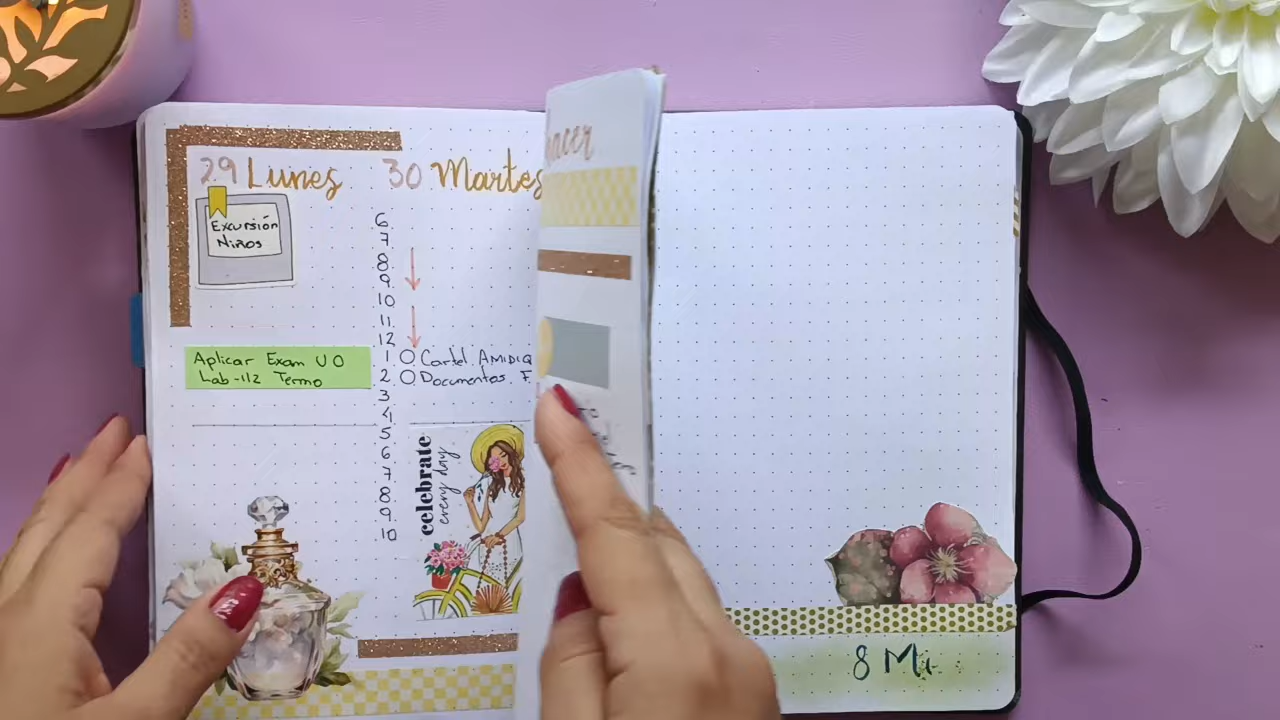 29 Lunes
30 Martes
Excursión
Niños
6
7
8
9
10
11
12
1
2
3
4
5
6
7
8
9
10
Aplicar Exam UO
Lab-112 Termo
Cartel AMIDIQ
Documentos F.
celebrate
every day
8 Mi